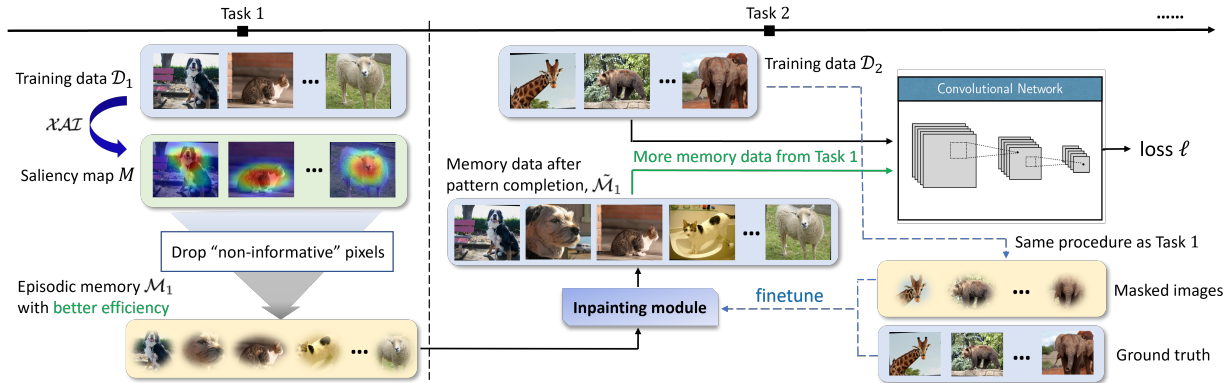 Task 1
Task 2
......
Training data 𝒟₁
𝒳𝒜ℐ
Saliency map M
Drop “non-informative” pixels
Episodic memory ℳ₁
with better efficiency
Training data 𝒟₂
Convolutional Network
loss ℓ
More memory data from Task 1
Memory data after
pattern completion, ℳ̃₁
Same procedure as Task 1
Inpainting module
finetune
Masked images
Ground truth